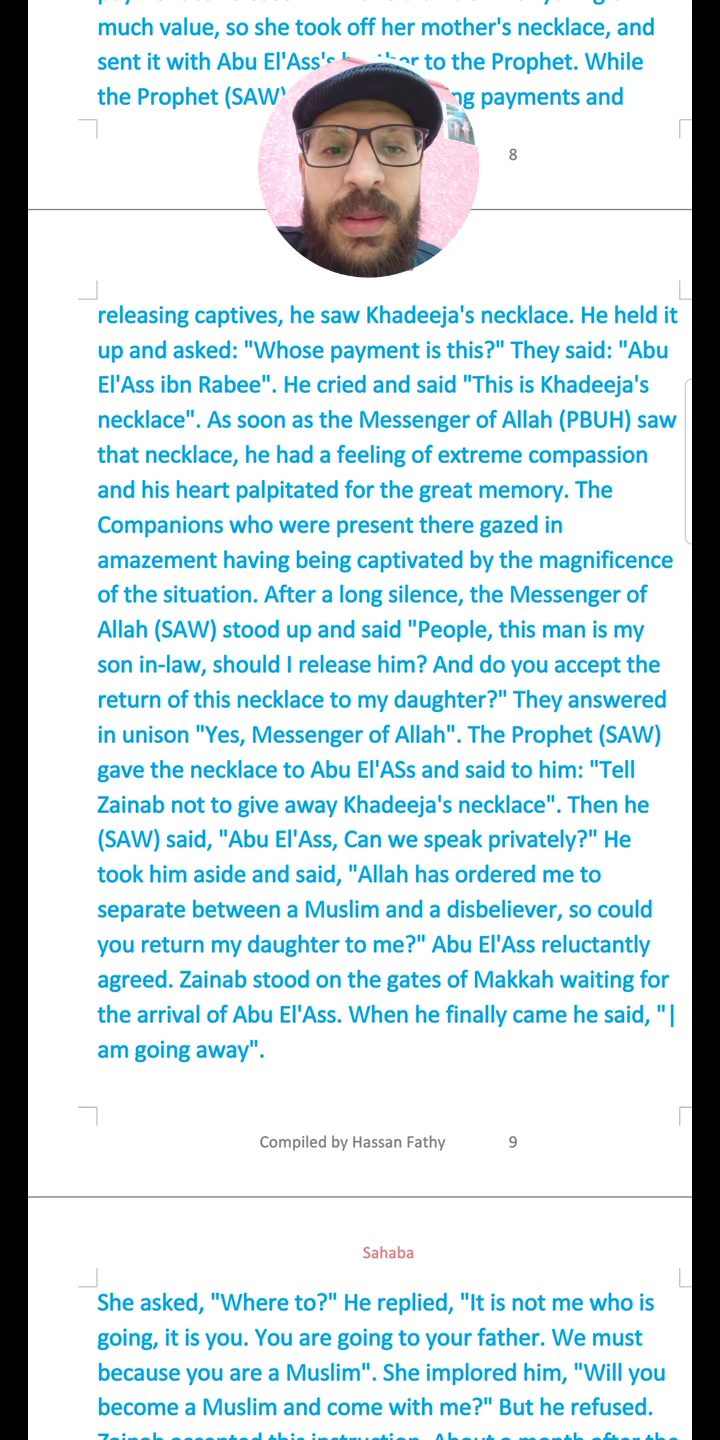 much value, so she took off her mother's necklace, and
sent it with Abu El'Ass's brother to the Prophet. While
the Prophet (SAW) ng payments and
8
releasing captives, he saw Khadeeja's necklace. He held it
up and asked: "Whose payment is this?" They said: "Abu
El'Ass ibn Rabee". He cried and said "This is Khadeeja's
necklace". As soon as the Messenger of Allah (PBUH) saw
that necklace, he had a feeling of extreme compassion
and his heart palpitated for the great memory. The
Companions who were present there gazed in
amazement having being captivated by the magnificence
of the situation. After a long silence, the Messenger of
Allah (SAW) stood up and said "People, this man is my
son in-law, should I release him? And do you accept the
return of this necklace to my daughter?" They answered
in unison "Yes, Messenger of Allah". The Prophet (SAW)
gave the necklace to Abu El'ASs and said to him: "Tell
Zainab not to give away Khadeeja's necklace". Then he
(SAW) said, "Abu El'Ass, Can we speak privately?" He
took him aside and said, "Allah has ordered me to
separate between a Muslim and a disbeliever, so could
you return my daughter to me?" Abu El'Ass reluctantly
agreed. Zainab stood on the gates of Makkah waiting for
the arrival of Abu El'Ass. When he finally came he said, "|
am going away".
Compiled by Hassan Fathy 9
Sahaba
She asked, "Where to?" He replied, "It is not me who is
going, it is you. You are going to your father. We must
because you are a Muslim". She implored him, "Will you
become a Muslim and come with me?" But he refused.
Zainab accepted this instruction. About a month after the